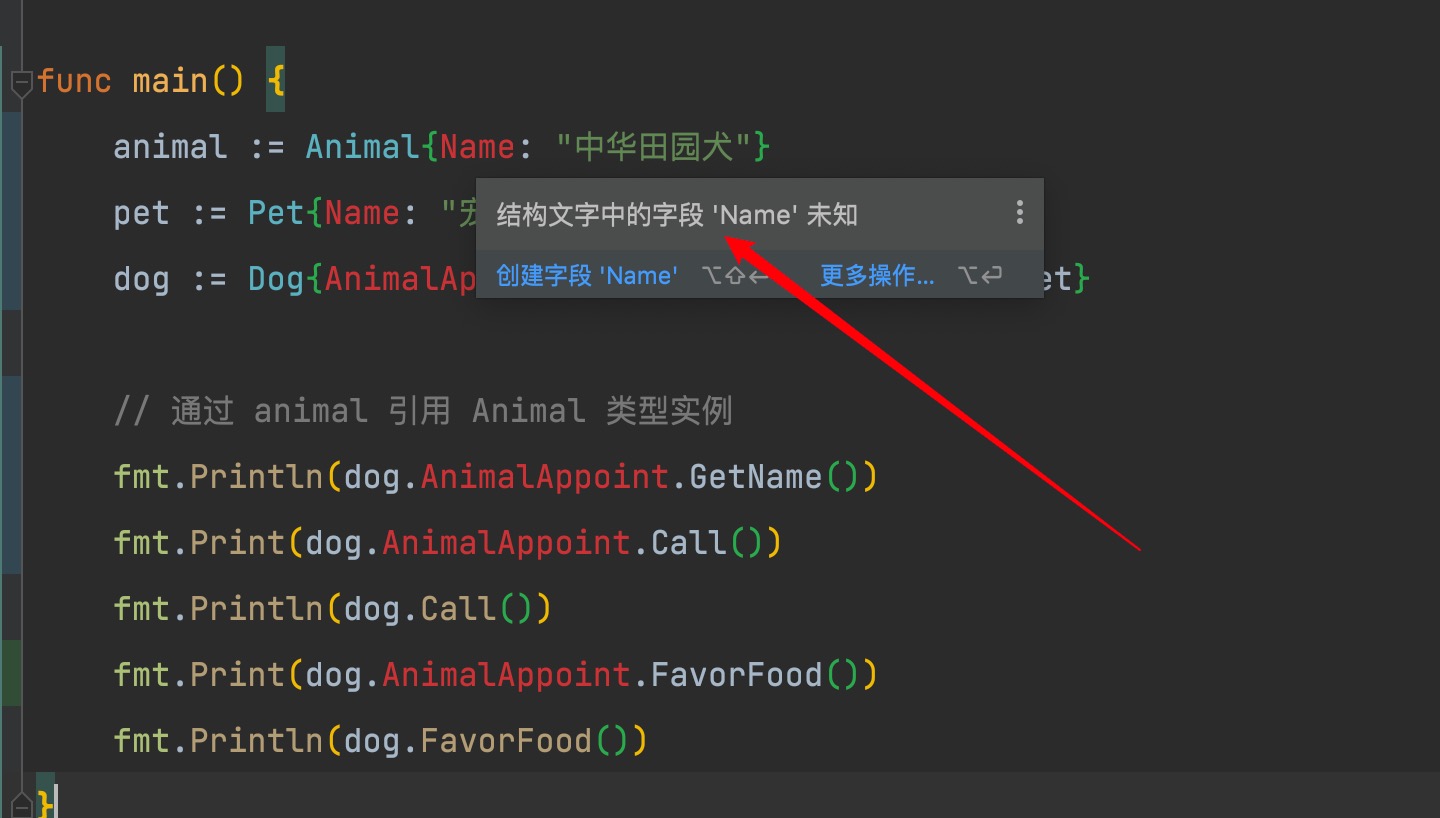 func main() {
animal := Animal{Name: "中华田园犬"}
pet := Pet{Name: "
结构文字中的字段 'Name' 未知
创建字段 'Name' ⌥⇧↩ 更多操作... ⌥↩
dog := Dog{AnimalAp et}
// 通过 animal 引用 Animal 类型实例
fmt.Println(dog.AnimalAppoint.GetName())
fmt.Print(dog.AnimalAppoint.Call())
fmt.Println(dog.Call())
fmt.Print(dog.AnimalAppoint.FavorFood())
fmt.Println(dog.FavorFood())
}